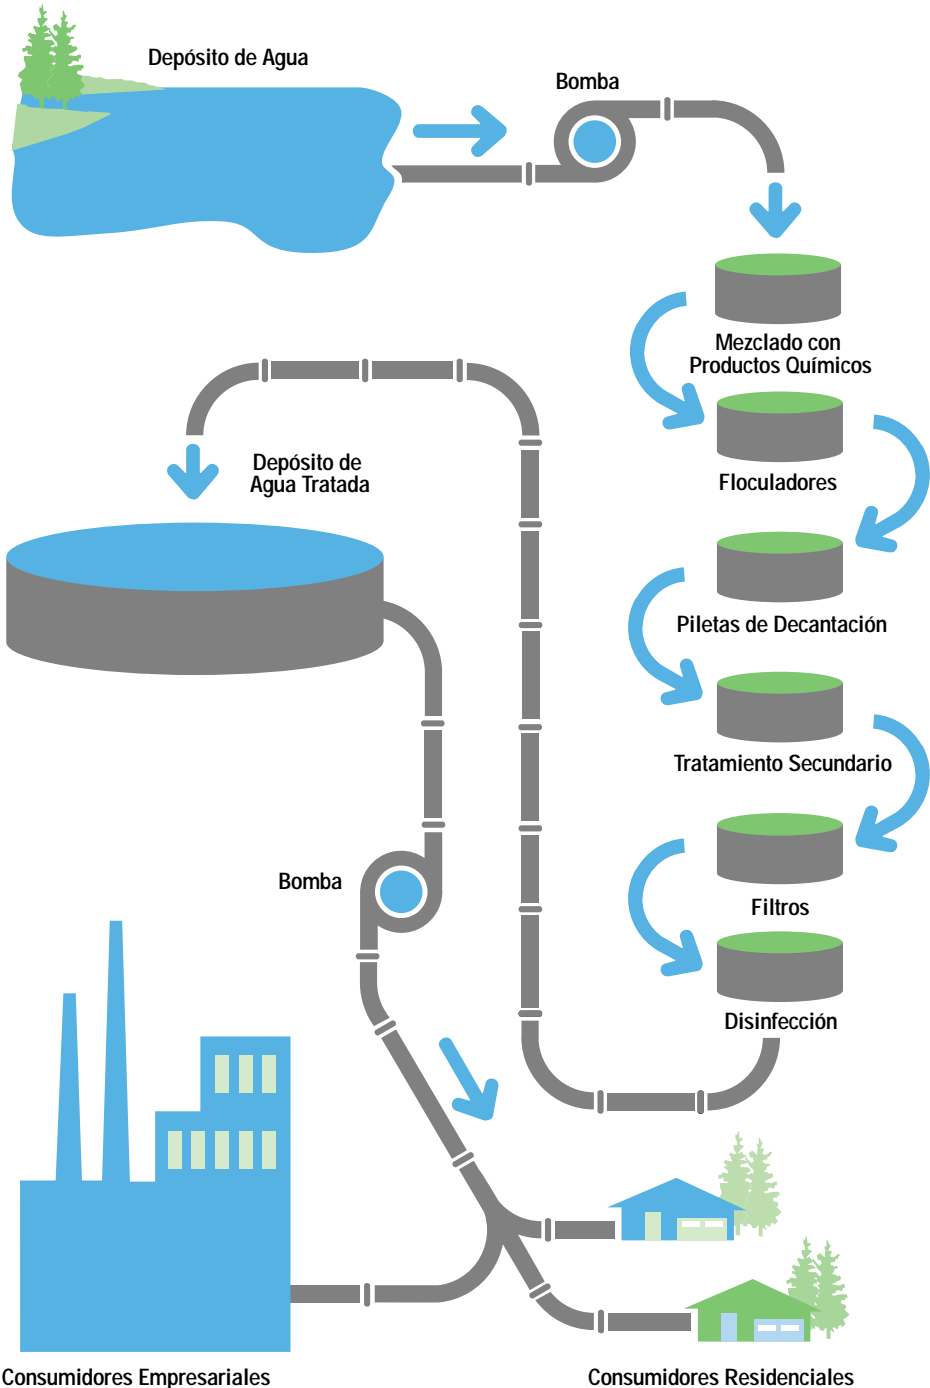 Depósito de Agua
Bomba
Mezclado con
Productos Químicos
Floculadores
Piletas de Decantación
Tratamiento Secundario
Filtros
Disinfección
Depósito de
Agua Tratada
Bomba
Consumidores Empresariales
Consumidores Residenciales